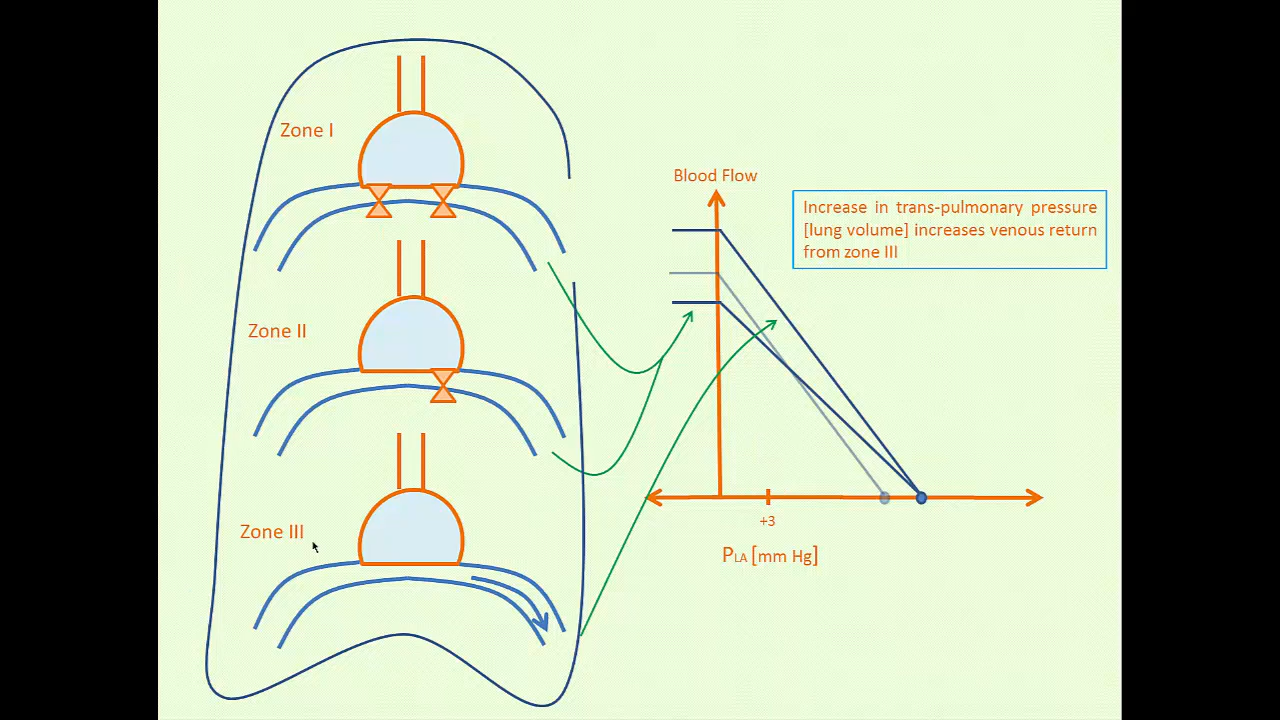 Zone I
Zone II
Zone III
Blood Flow
Increase in trans-pulmonary pressure
[lung volume] increases venous return
from zone III
+3
PLA [mm Hg]